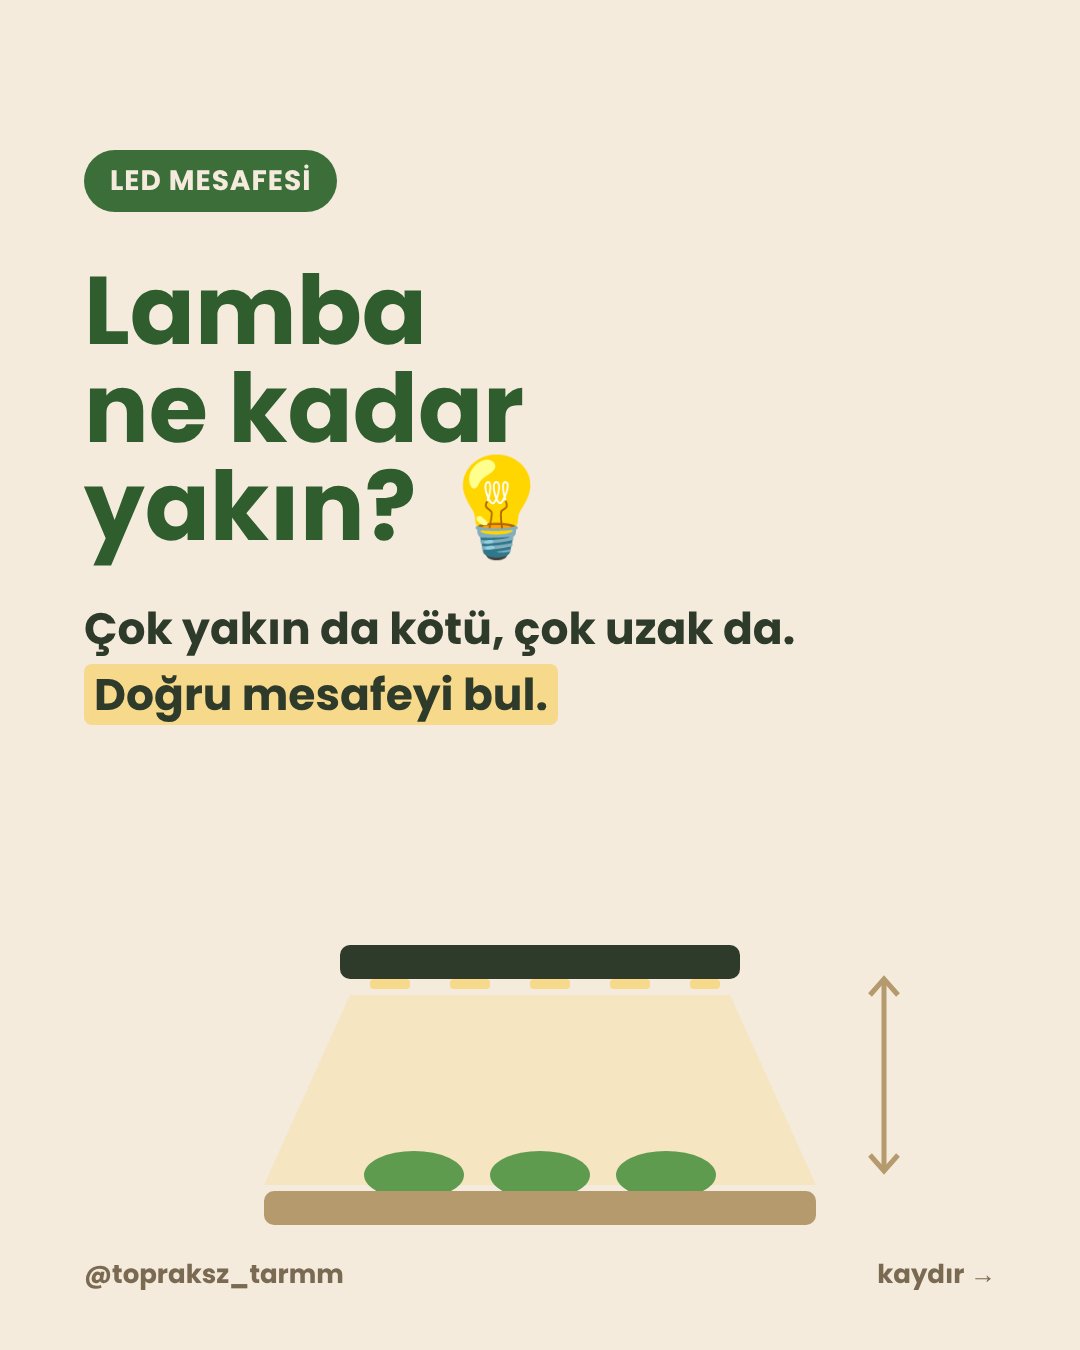 LED MESAFESİ
Lamba
ne kadar
yakın? 💡
Çok yakın da kötü, çok uzak da.
Doğru mesafeyi bul.
@topraksz_tarmm
kaydır →